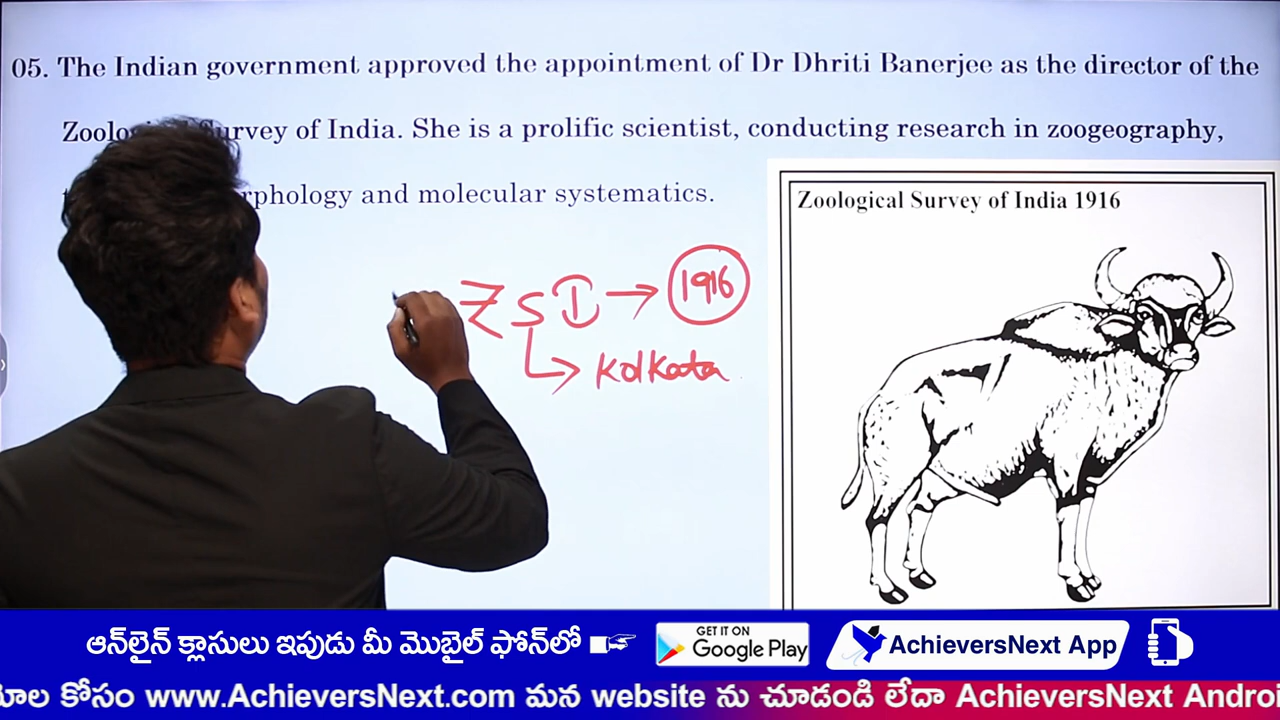 05. The Indian government approved the appointment of Dr Dhriti Banerjee as the director of the
Survey of India. She is a prolific scientist, conducting research in zoogeography,
and molecular systematics.
Zoological Survey of India 1916
ZSI → 1916
→ Kolkata
ఆన్‌లైన్ క్లాసులు ఇపుడు మీ మొబైల్ ఫోన్‌లో
GET IT ON
Google Play
AchieversNext App
కోసం www.AchieversNext.com మన website ను చూడండి లేదా AchieversNext